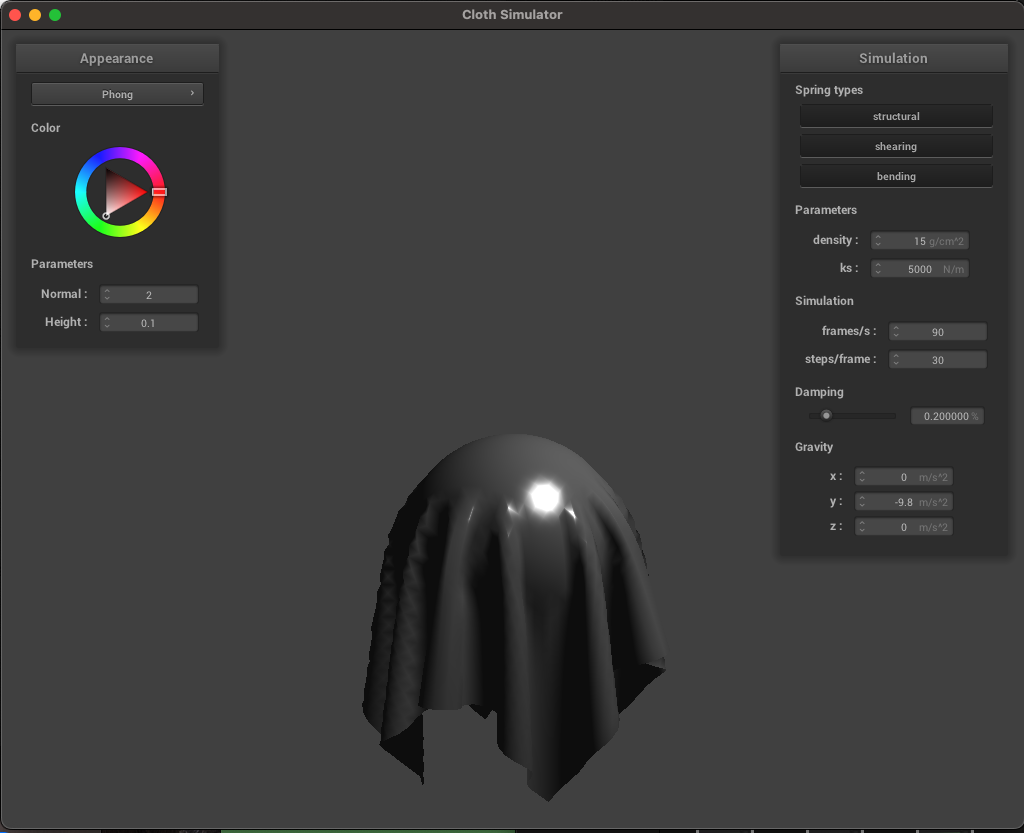 Cloth Simulator
Appearance
Phong
Color
Parameters
Normal : 2
Height : 0.1
Simulation
Spring types
structural
shearing
bending
Parameters
density : 15 g/cm^2
ks : 5000 N/m
Simulation
frames/s : 90
steps/frame : 30
Damping
0.200000 %
Gravity
x : 0 m/s^2
y : -9.8 m/s^2
z : 0 m/s^2